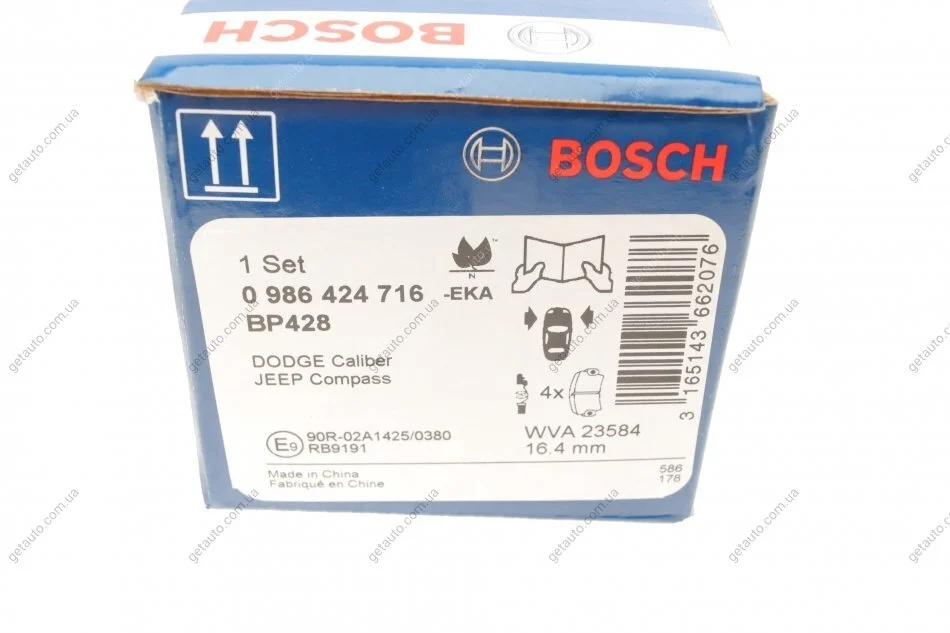 BOSCH
BOSCH
1 Set
0 986 424 716 -EKA
BP428
DODGE Caliber
JEEP Compass
4x
E9 90R-02A1425/0380
RB9191
WVA 23584
16.4 mm
Made in China
Fabriqué en Chine
586
178
3 165143 662076
getauto.com.ua